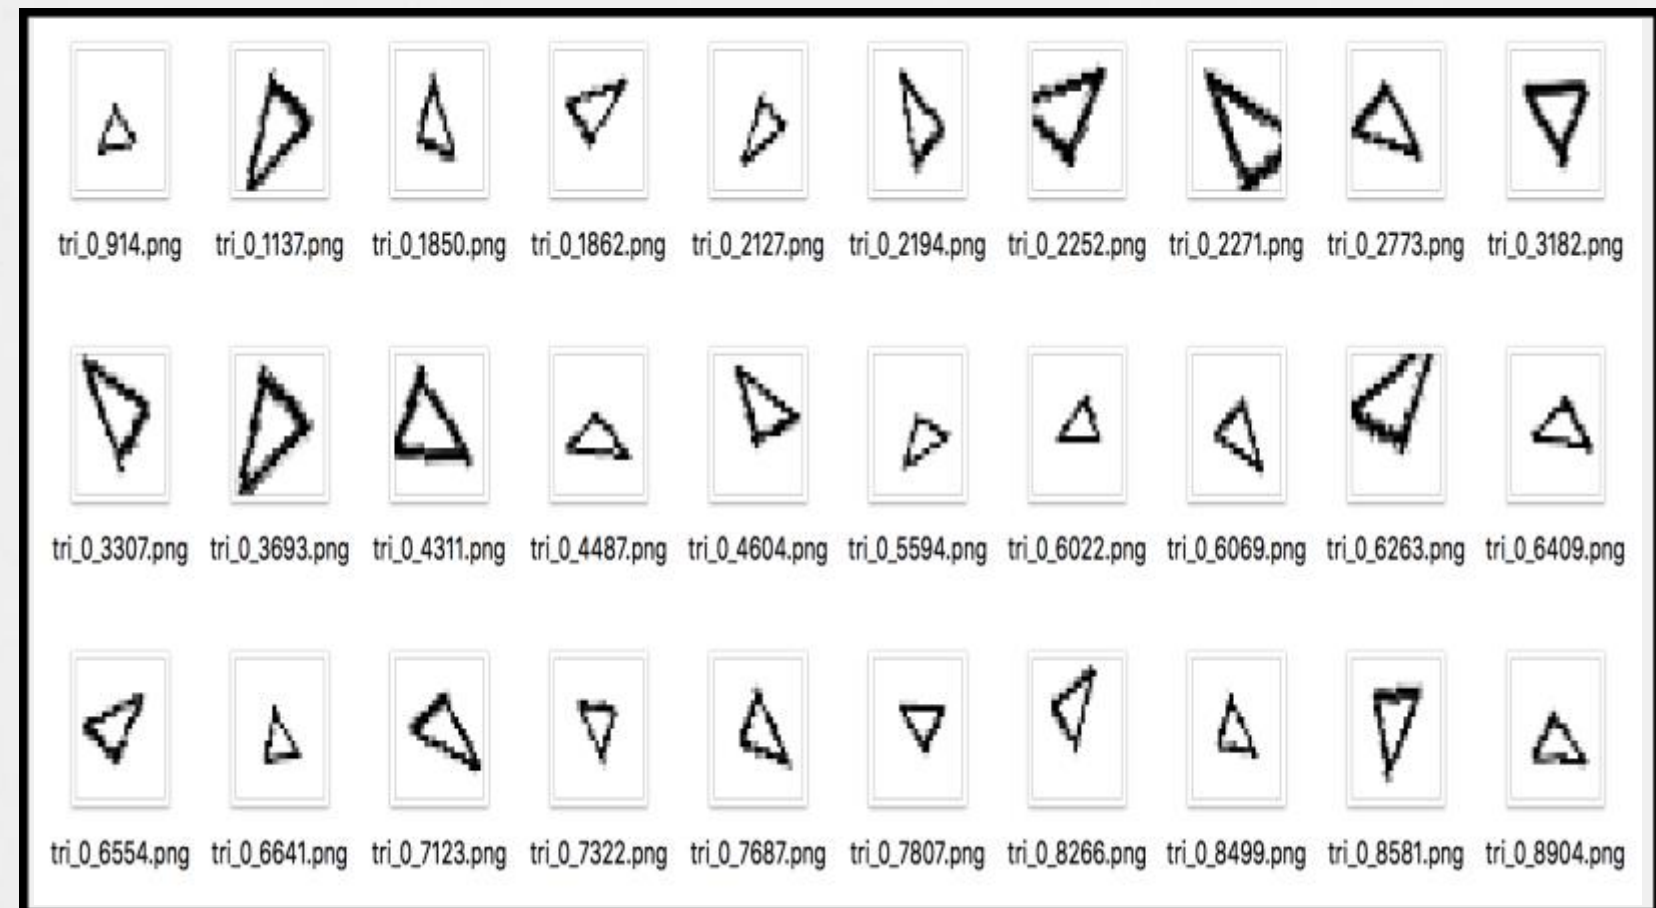 tri_0_914.png tri_0_1137.png tri_0_1850.png tri_0_1862.png tri_0_2127.png tri_0_2194.png tri_0_2252.png tri_0_2271.png tri_0_2773.png tri_0_3182.png
tri_0_3307.png tri_0_3693.png tri_0_4311.png tri_0_4487.png tri_0_4604.png tri_0_5594.png tri_0_6022.png tri_0_6069.png tri_0_6263.png tri_0_6409.png
tri_0_6554.png tri_0_6641.png tri_0_7123.png tri_0_7322.png tri_0_7687.png tri_0_7807.png tri_0_8266.png tri_0_8499.png tri_0_8581.png tri_0_8904.png